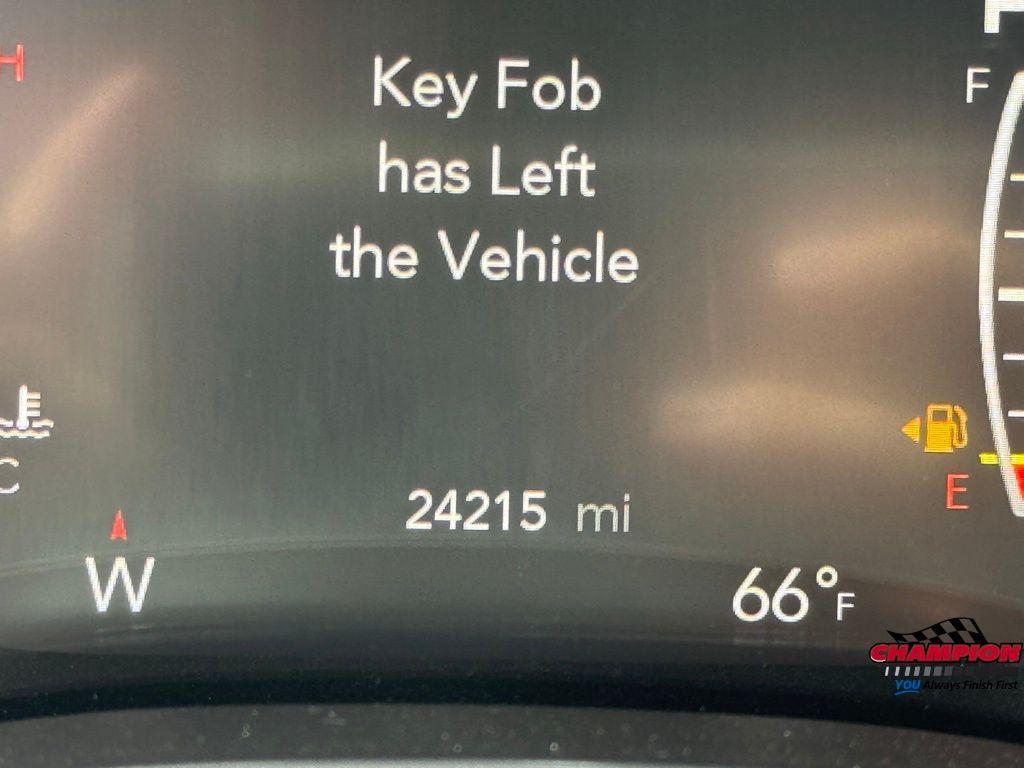 H
Key Fob
has Left
the Vehicle
F
C
E
24215 mi
W
66°F
CHAMPION
YOU Always Finish First